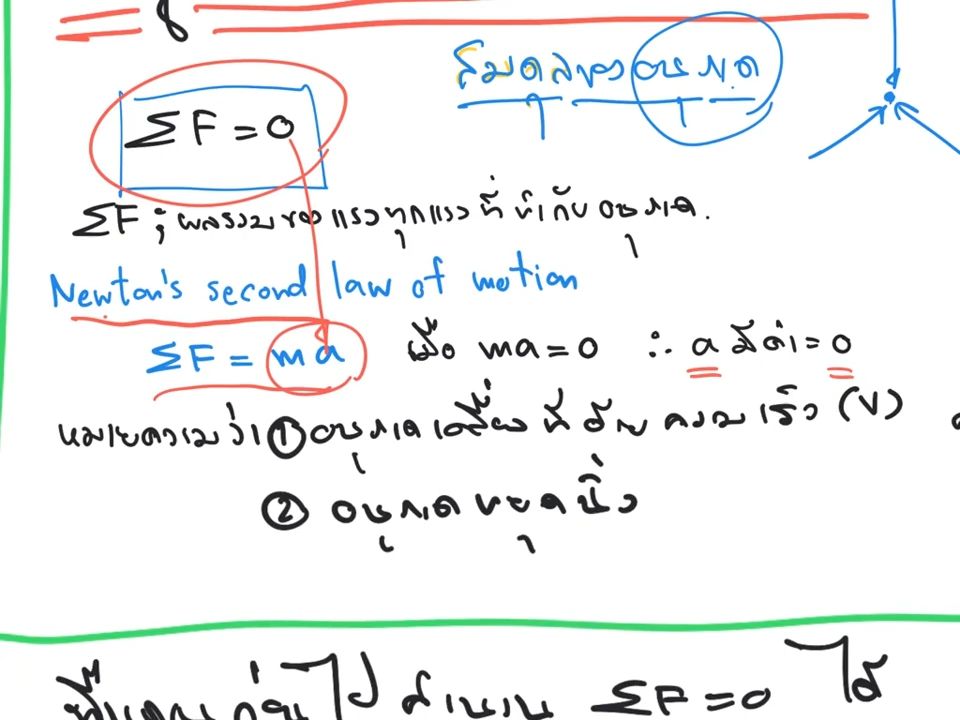 สมดุลของอนุภาค
ΣF = 0
ΣF ; ผลรวมของแรงทุกแรงที่ทำกับอนุภาค.
Newton's second law of motion
ΣF = ma เมื่อ ma = 0 ∴ a มีค่า = 0
หมายความว่า ① อนุภาคเคลื่อนที่ด้วยความเร็ว (V)
② อนุภาคหยุดนิ่ง
ΣF = 0 ได้